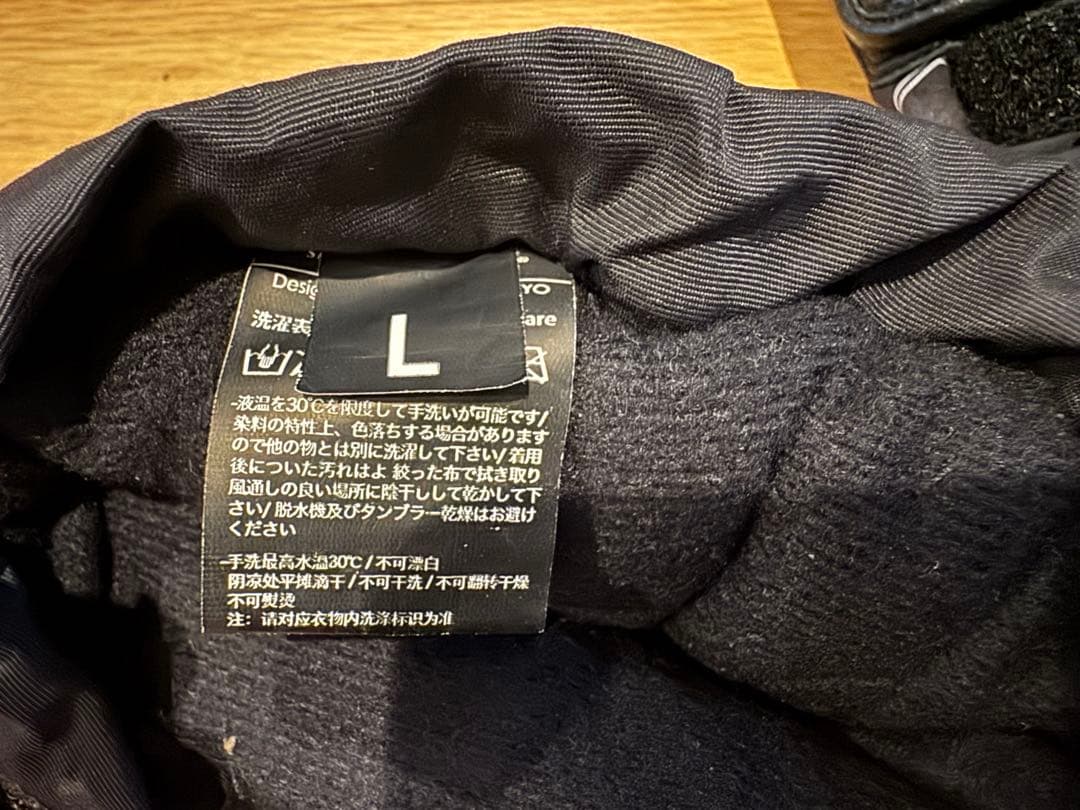 L
Desig
YO
洗濯表
are
-液温を30℃を限度して手洗いが可能です/
染料の特性上、色落ちする場合があります
ので他の物とは別に洗濯して下さい/着用
後についた汚れはよ 絞った布で拭き取り
風通しの良い場所に陰干しして乾かして下
さい/脱水機及びタンブラー乾燥はお避け
ください
-手洗最高水温30℃/不可漂白
阴凉处平摊滴干/不可干洗/不可翻转干燥
不可熨烫
注：请对应衣物内洗涤标识为准